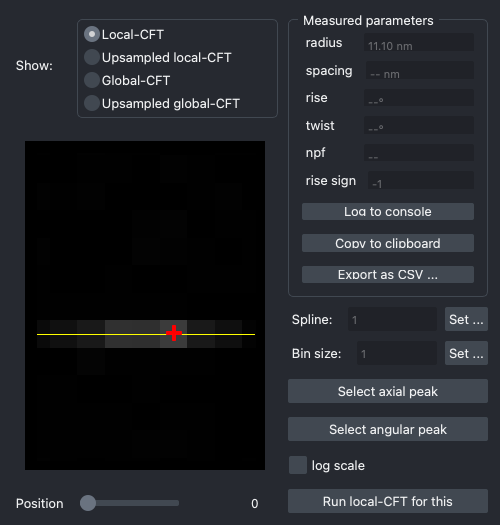 Show:
Local-CFT
Upsampled local-CFT
Global-CFT
Upsampled global-CFT
Position
0
Measured parameters
radius 11.10 nm
spacing -- nm
rise --°
twist --°
npf --
rise sign -1
Log to console
Copy to clipboard
Export as CSV ...
Spline: 1 Set ...
Bin size: 1 Set ...
Select axial peak
Select angular peak
log scale
Run local-CFT for this